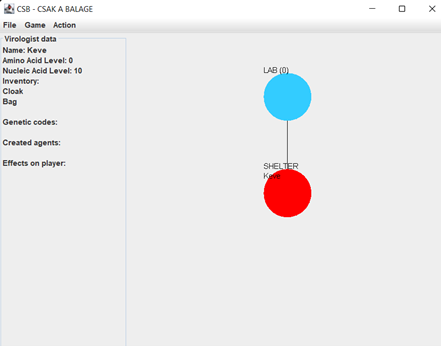 CSB - CSAK A BALAGE
File Game Action
Virologist data
Name: Keve
Amino Acid Level: 0
Nucleic Acid Level: 10
Inventory:
Cloak
Bag
Genetic codes:
Created agents:
Effects on player:
LAB (0)
SHELTER
Keve